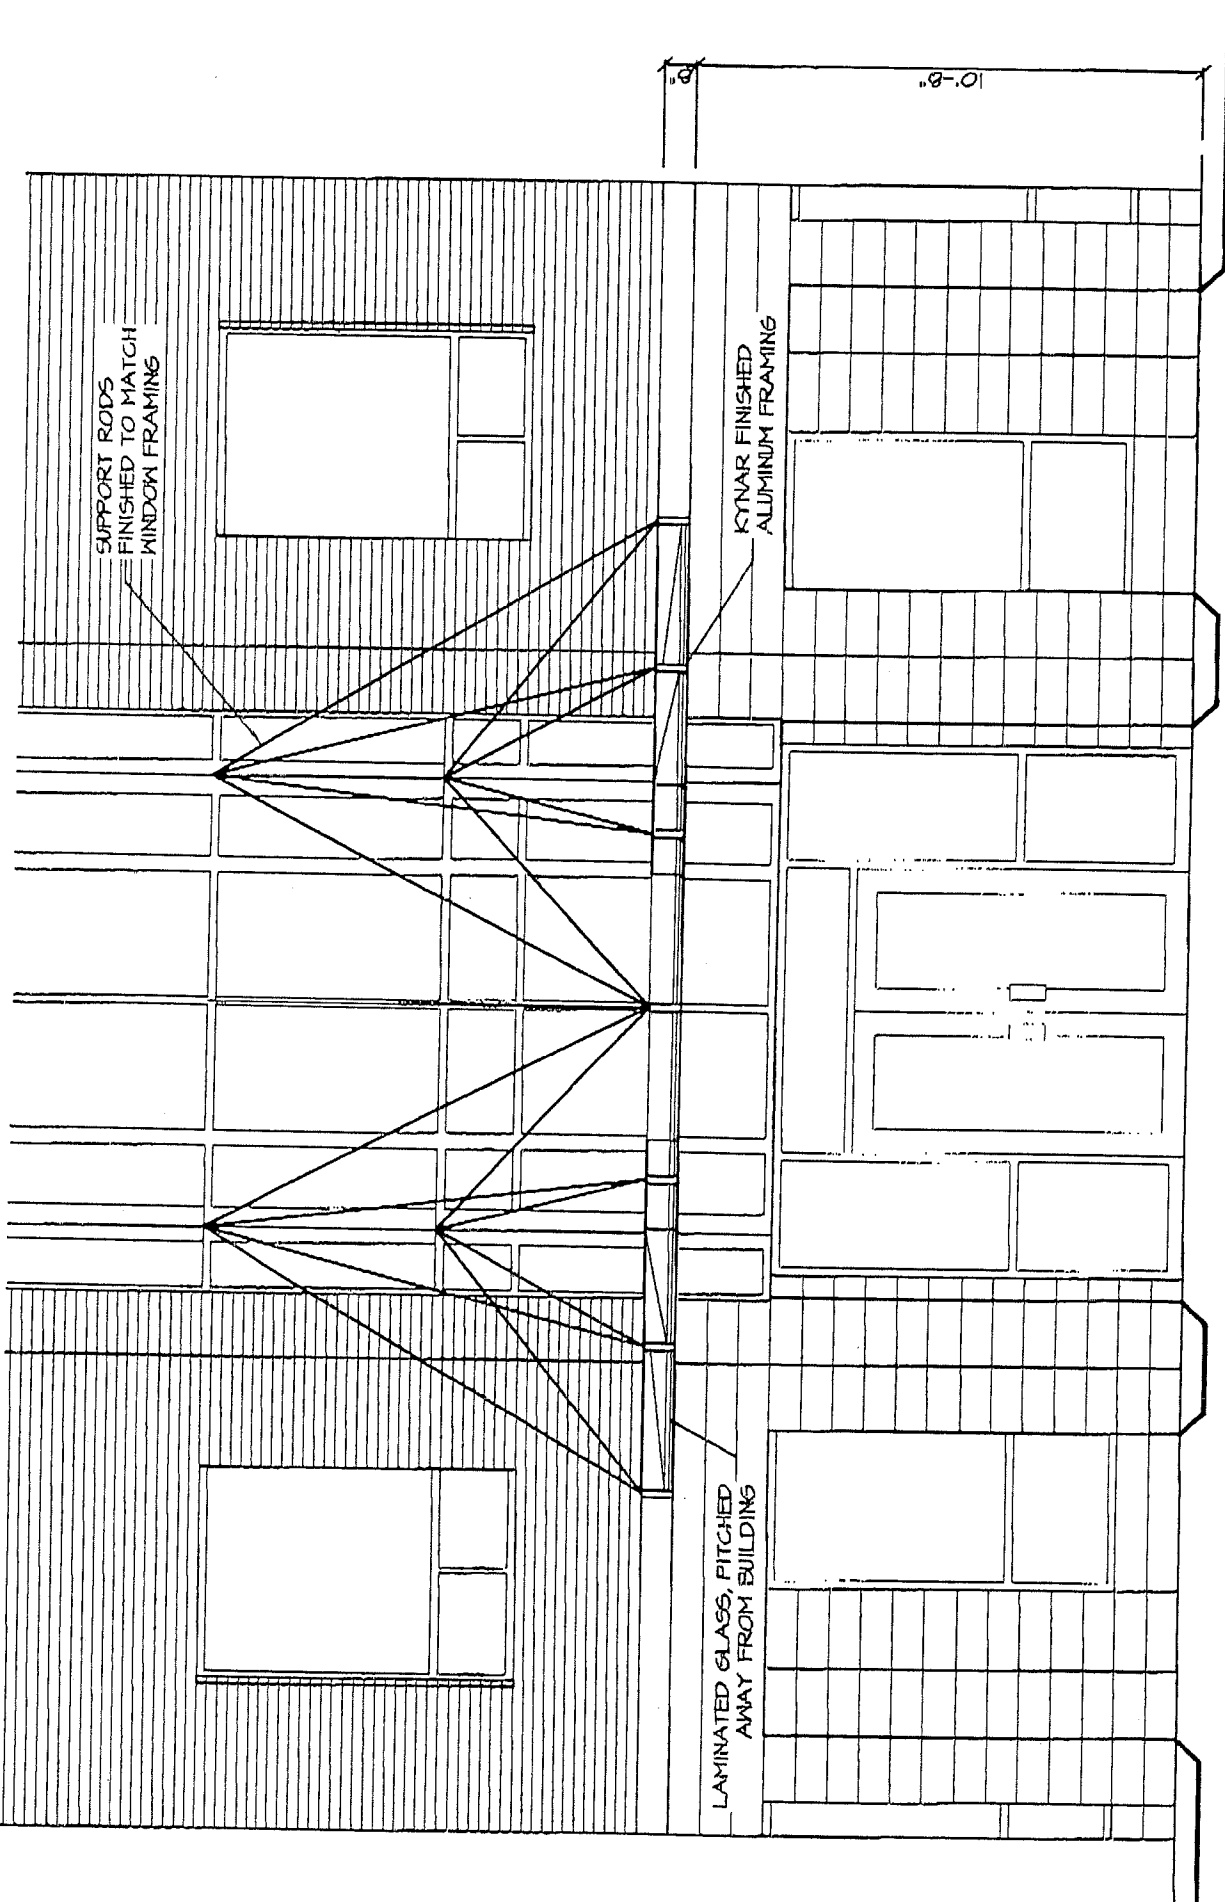 SUPPORT RODS
FINISHED TO MATCH
WINDOW FRAMING
KYNAR FINISHED
ALUMINUM FRAMING
LAMINATED GLASS, PITCHED
AWAY FROM BUILDING
8"
10'-8"